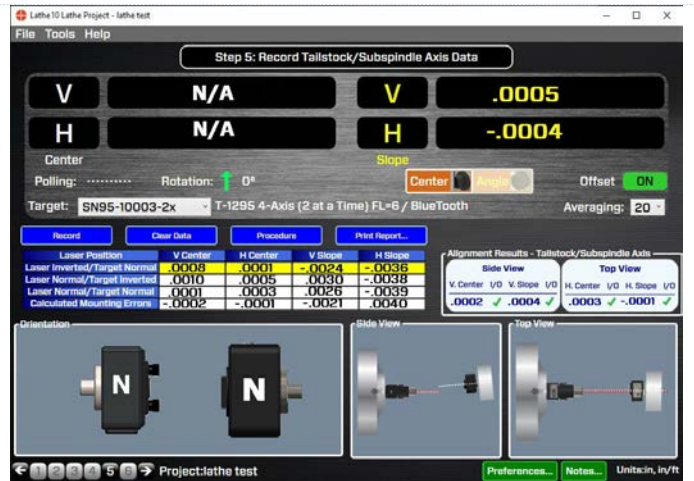 Lathe10 Lathe Project - lathe test
File Tools Help
Step 5: Record Tailstock/Subspindle Axis Data
V N/A V .0005
H N/A H -.0004
Center Slope
Polling: ---------- Rotation: 0° Center Angle Offset ON
Target: SN95-10003-2x T-1295 4-Axis (2 at a Time) FL=6 / BlueTooth Averaging: 20
Record Clear Data Procedure Print Report...
Laser Position V Center H Center V Slope H Slope
Laser Inverted/Target Normal .0008 .0001 -.0024 -.0036
Laser Normal/Target Inverted .0010 .0005 .0030 -.0038
Laser Normal/Target Normal .0001 .0003 .0026 -.0039
Calculated Mounting Errors -.0002 -.0001 -.0021 .0040
Alignment Results - Tailstock/Subspindle Axis
Side View Top View
V. Center I/O V. Slope I/O H. Center I/O H. Slope I/O
.0002 ✓ .0004 ✓ .0003 ✓ -.0001 ✓
Orientation Side View Top View
N N
1 2 3 4 5 6 Project:lathe test Preferences... Notes... Units:in, in/ft